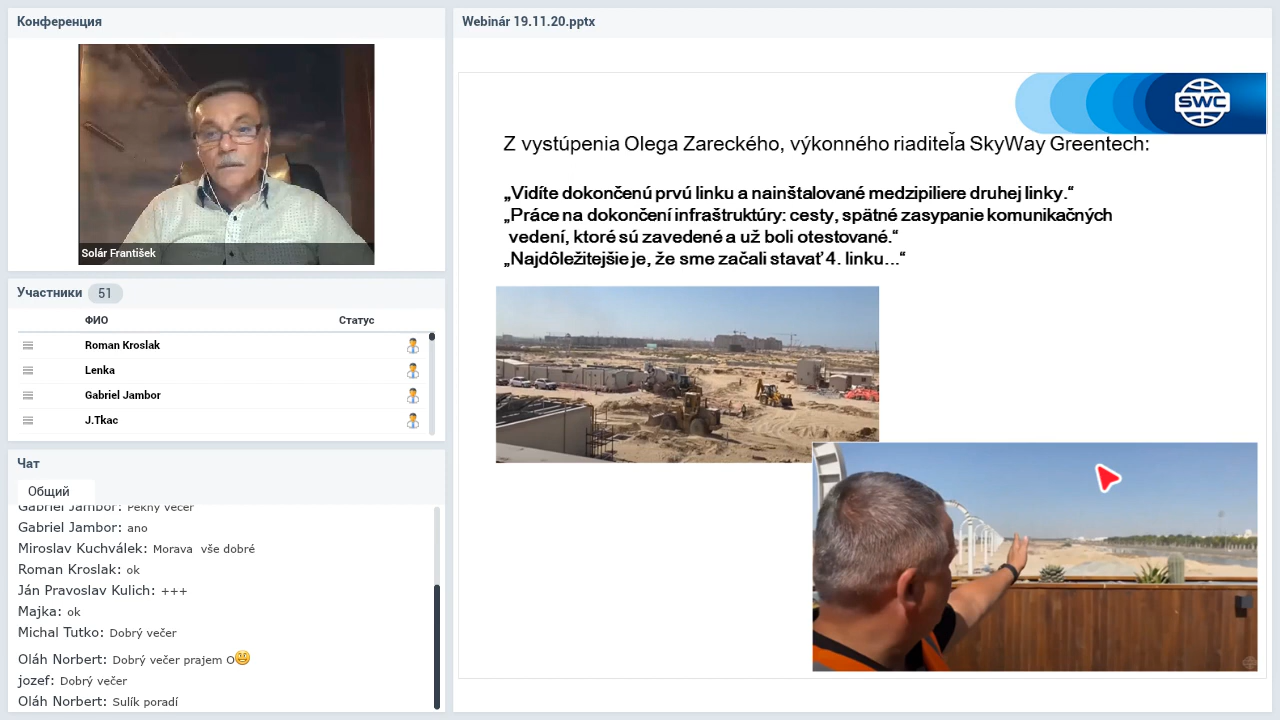 Конференция
Solár František
Участники 51
ФИО Статус
Roman Kroslak
Lenka
Gabriel Jambor
J.Tkac
Чат
Общий
Gabriel Jambor: Pekný večer
Gabriel Jambor: ano
Miroslav Kuchválek: Morava vše dobré
Roman Kroslak: ok
Ján Pravoslav Kulich: +++
Majka: ok
Michal Tutko: Dobrý večer
Oláh Norbert: Dobrý večer prajem O
jozef: Dobrý večer
Oláh Norbert: Sulík poradí
Webinár 19.11.20.pptx
SWC
Z vystúpenia Olega Zareckého, výkonného riaditeľa SkyWay Greentech:
„Vidíte dokončenú prvú linku a nainštalované medzipiliere druhej linky.“
„Práce na dokončení infraštruktúry: cesty, spätné zasypanie komunikačných
vedení, ktoré sú zavedené a už boli otestované.“
„Najdôležitejšie je, že sme začali stavať 4. linku...“